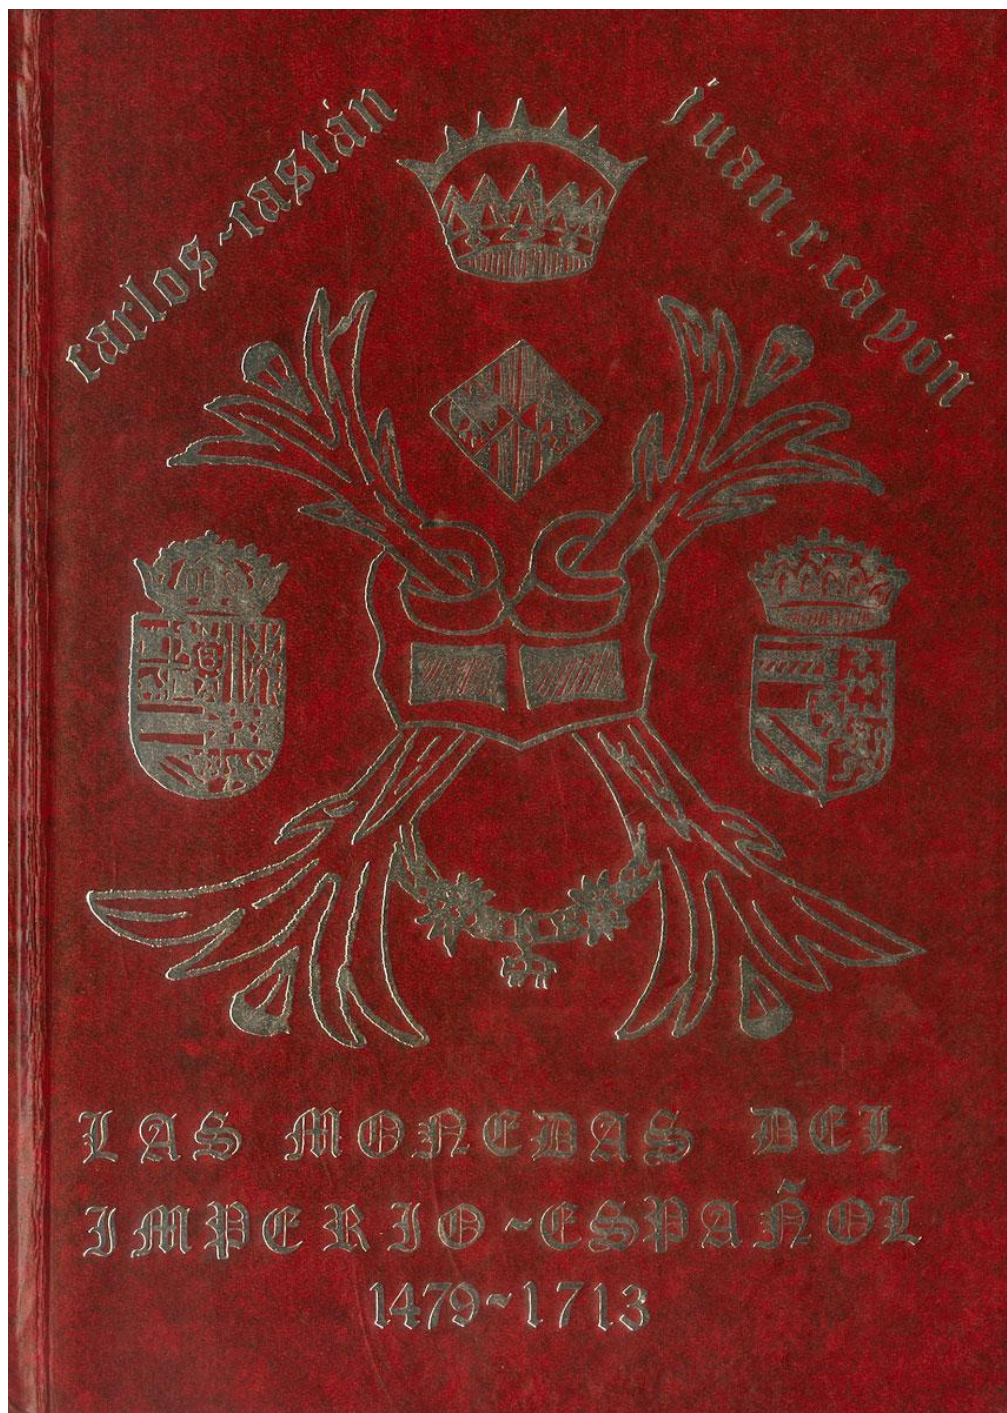 carlos-castán
juan.r.cayón
LAS MONEDAS DEL
IMPERIO-ESPAÑOL
1479-1713